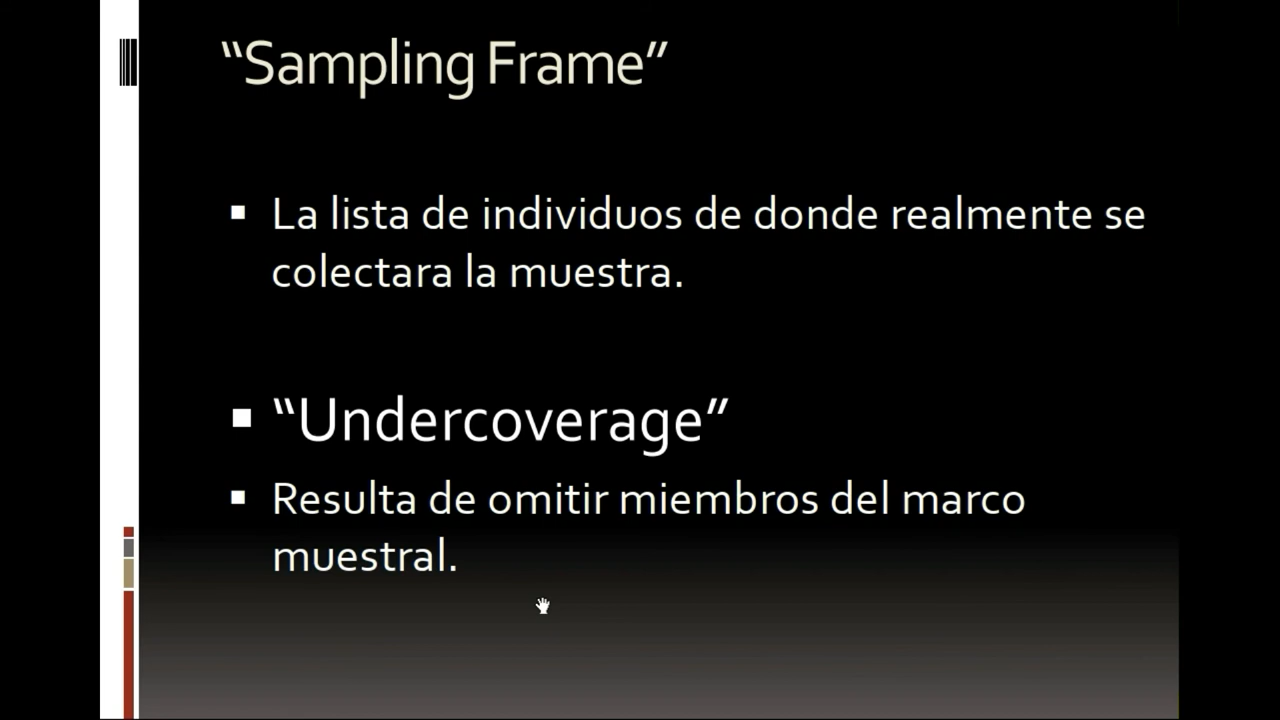 “Sampling Frame”
La lista de individuos de donde realmente se
colectara la muestra.
“Undercoverage”
Resulta de omitir miembros del marco
muestral.